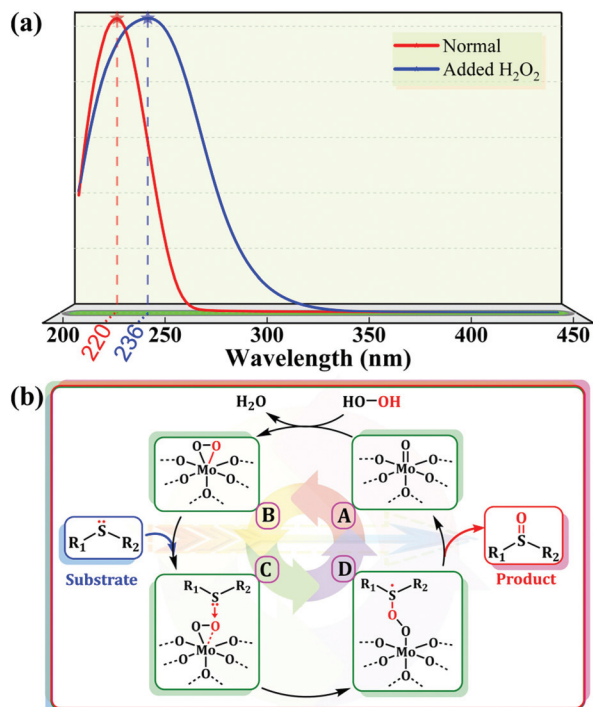 (a)
Normal
Added H₂O₂
200
250
300
350
400
450
220
236
Wavelength (nm)
(b)
H₂O
HO—OH
O—O
Mo
O
O
O
O
O
O
Mo
O
O
O
O
O
B
A
S
R₁
R₂
Substrate
O
S
R₁
R₂
Product
C
D
R₁
R₂
S
O—O
Mo
O
O
O
O
O
R₁
R₂
S
O
O
O
Mo
O
O
O
O
O